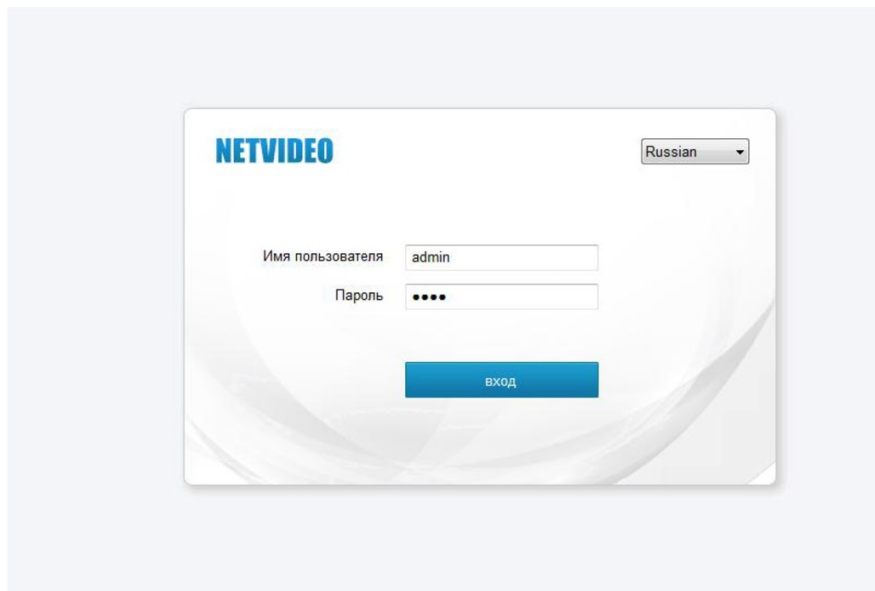 NETVIDEO
Russian
Имя пользователя admin
Пароль ••••
вход